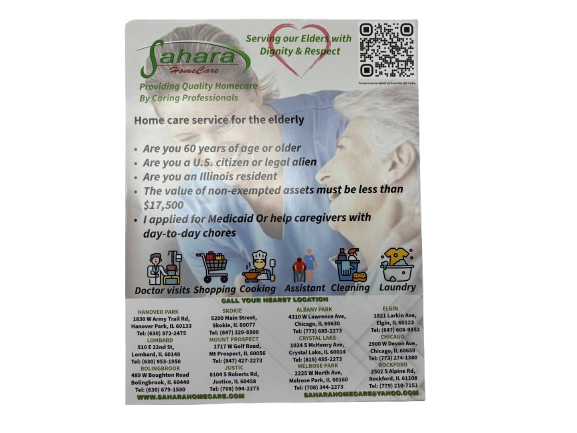 Sahara
HomeCare
Serving our Elders with
Dignity & Respect
Providing Quality Homecare
By Caring Professionals
Home care service for the elderly
• Are you 60 years of age or older
• Are you a U.S. citizen or legal alien
• Are you an Illinois resident
• The value of non-exempted assets must be less than
$17,500
• I applied for Medicaid Or help caregivers with
day-to-day chores
Doctor visits Shopping Cooking Assistant Cleaning Laundry
CALL YOUR NEARST LOCATION
HANOVER PARK
1830 W Army Trail Rd,
Hanover Park, IL 60133
Tel: (630) 372-2475
LOMBARD
510 E 22nd St,
Lombard, IL 60148
Tel: (630) 953-1950
BOLINGBROOK
469 W Boughton Road
Bolingbrook, IL 60440
Tel: (630) 679-1580
SKOKIE
5200 Main Street,
Skokie, IL 60077
Tel: (847) 329-8500
MOUNT PROSPECT
1717 W Golf Road,
Mt Prospect, IL 60056
Tel: (847) 427-2273
JUSTIC
8104 S Roberts Rd,
Justice, IL 60458
Tel: (708) 594-2273
ALBANY PARK
4310 W Lawrence Ave,
Chicago, IL 60630
Tel: (773) 685-2273
CRYSTAL LAKE
1024 S McHenry Ave,
Crystal Lake, IL 60014
Tel: (815) 455-2273
MELROSE PARK
2225 W North Ave,
Melrose Park, IL 60160
Tel: (708) 344-2273
ELGIN
1821 Larkin Ave,
Elgin, IL 60123
Tel: (847) 608-9352
CHICAGO
2900 W Devon Ave,
Chicago, IL 60659
Tel: (773) 274-1380
ROCKFORD
2502 S Alpine Rd,
Rockford, IL 61108
Tel: (779) 210-7151
WWW.SAHARAHOMECARE.COM
SAHARAHOMECARE@YAHOO.COM